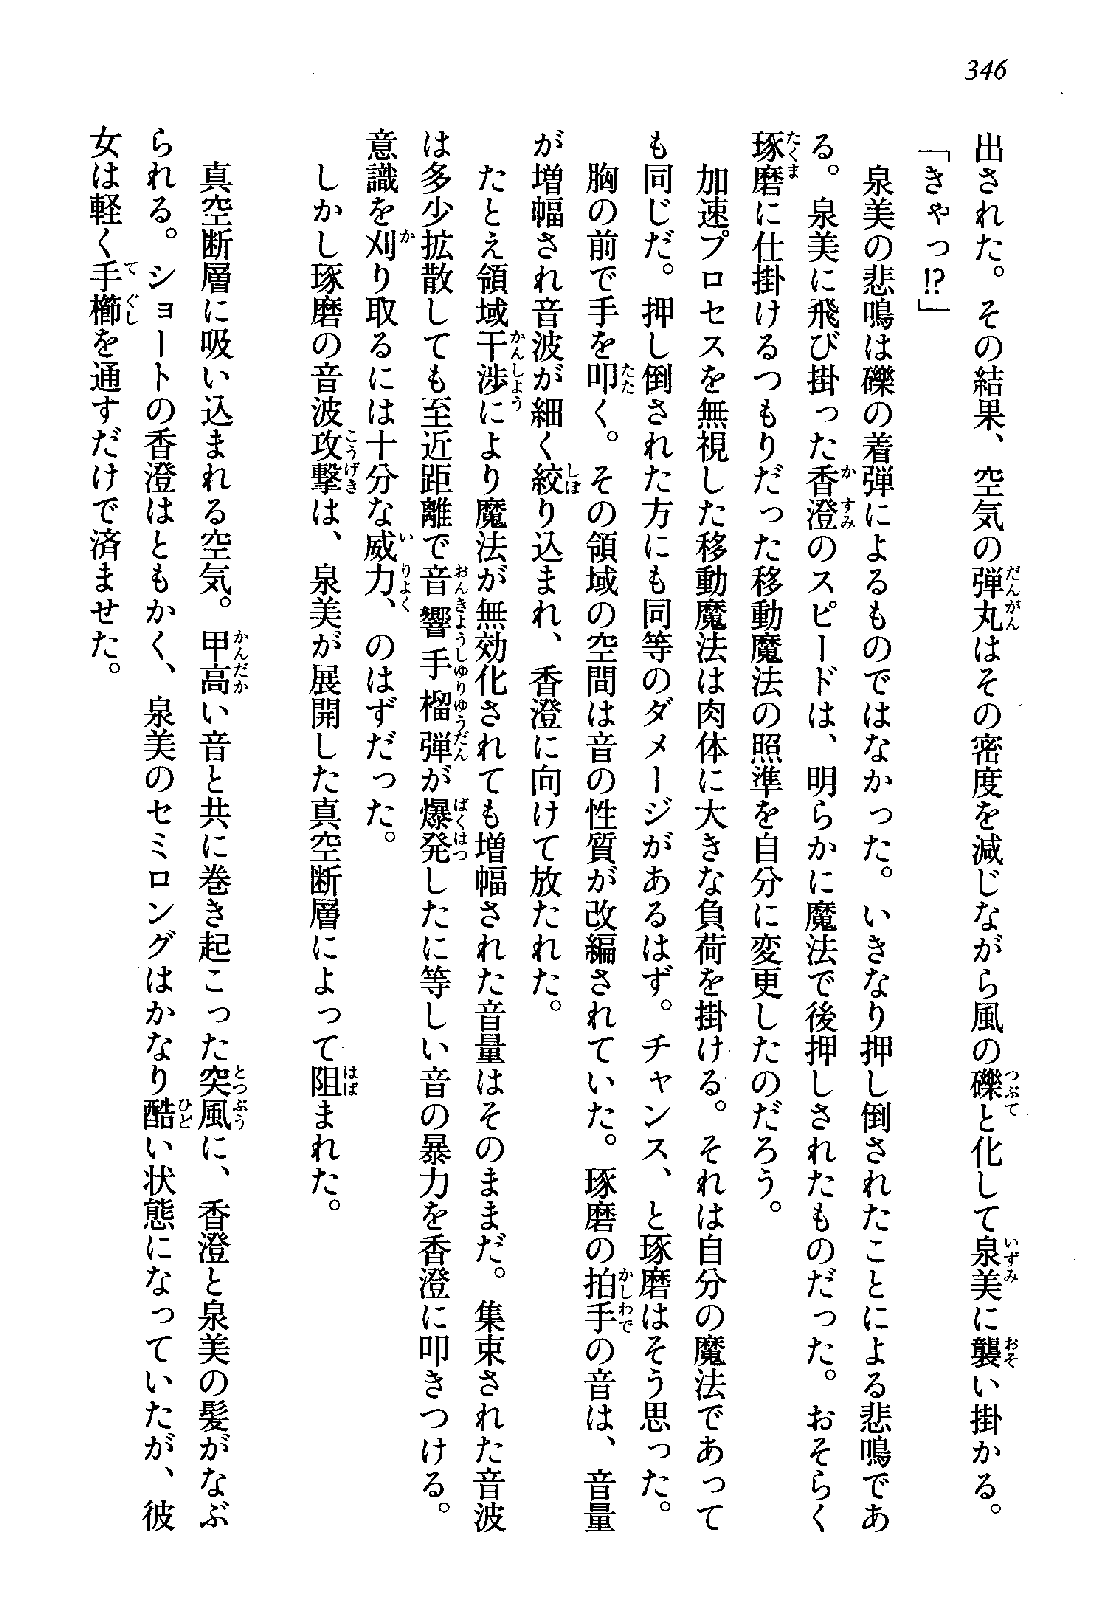 346
出された。その結果、空気の弾丸はその密度を減じながら風の礫と化して泉美に襲い掛かる。
「きゃっ!?」
泉美の悲鳴は礫の着弾によるものではなかった。いきなり押し倒されたことによる悲鳴であ
る。泉美に飛び掛った香澄のスピードは、明らかに魔法で後押しされたものだった。おそらく
琢磨に仕掛けるつもりだった移動魔法の照準を自分に変更したのだろう。
加速プロセスを無視した移動魔法は肉体に大きな負荷を掛ける。それは自分の魔法であって
も同じだ。押し倒された方にも同等のダメージがあるはず。チャンス、と琢磨はそう思った。
胸の前で手を叩く。その領域の空間は音の性質が改編されていた。琢磨の拍手の音は、音量
が増幅され音波が細く絞り込まれ、香澄に向けて放たれた。
たとえ領域干渉により魔法が無効化されても増幅された音量はそのままだ。集束された音波
は多少拡散しても至近距離で音響手榴弾が爆発したに等しい音の暴力を香澄に叩きつける。
意識を刈り取るには十分な威力、のはずだった。
しかし琢磨の音波攻撃は、泉美が展開した真空断層によって阻まれた。
真空断層に吸い込まれる空気。甲高い音と共に巻き起こった突風に、香澄と泉美の髪がなぶ
られる。ショートの香澄はともかく、泉美のセミロングはかなり酷い状態になっていたが、彼
女は軽く手櫛を通すだけで済ませた。